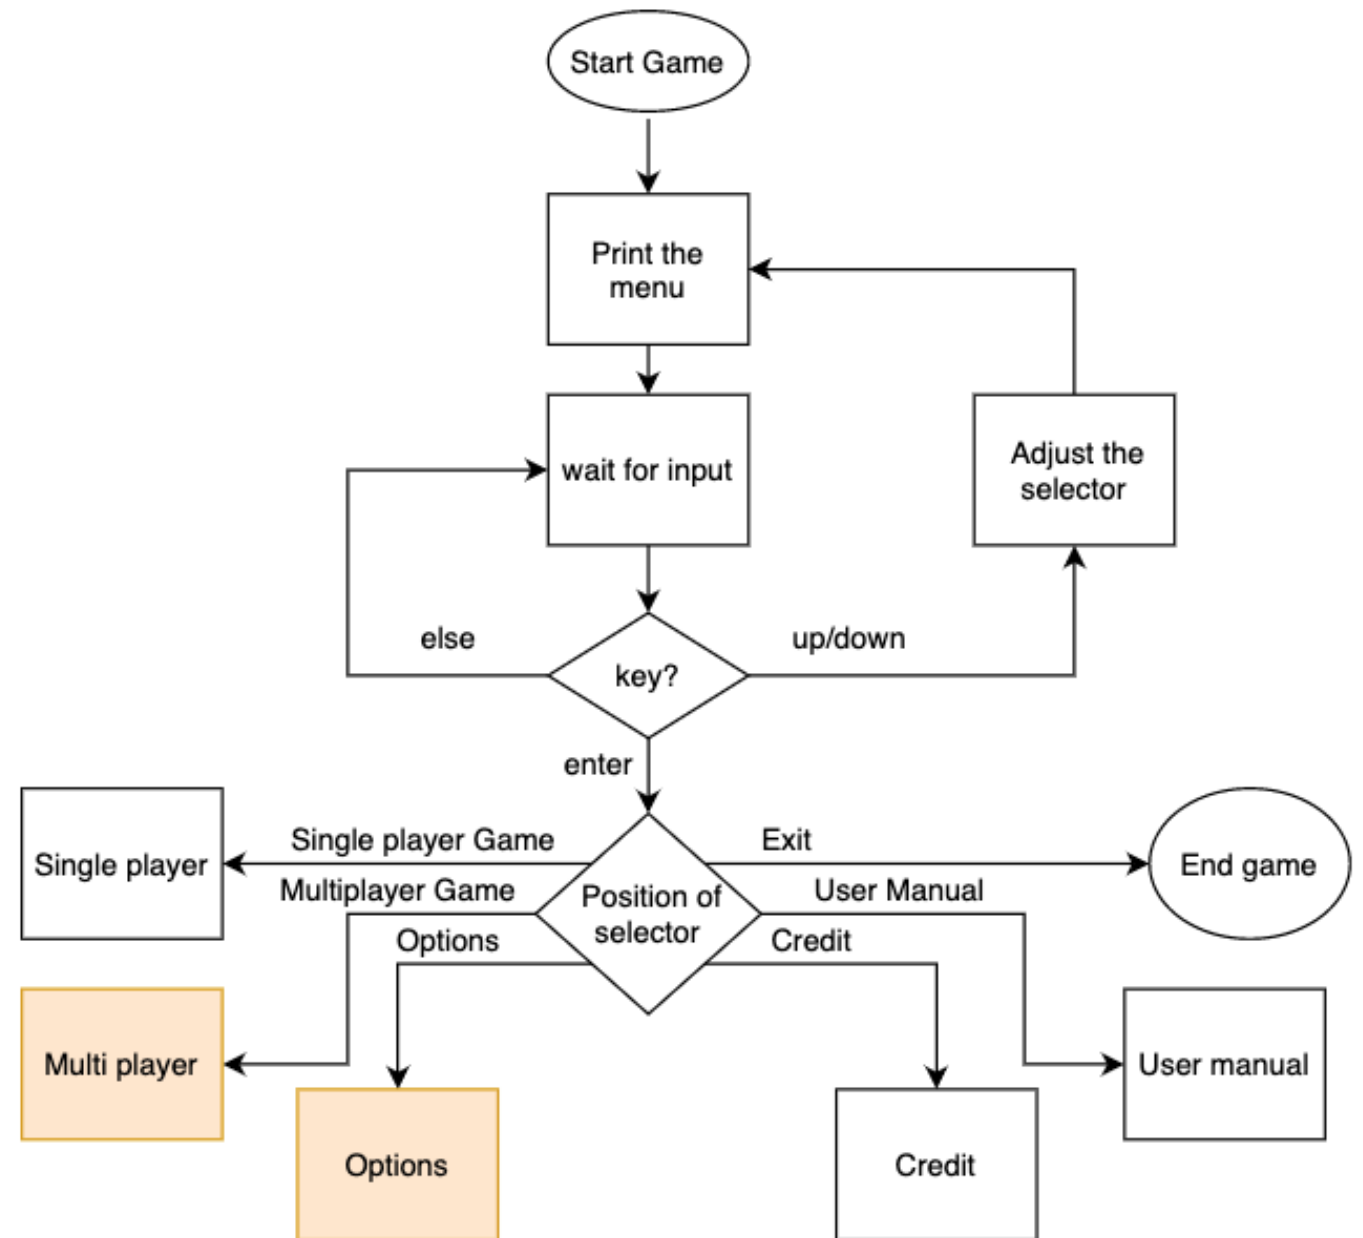 Start Game
Print the
menu
wait for input
Adjust the
selector
else
up/down
key?
enter
Single player Game
Exit
Single player
End game
Multiplayer Game
Position of
selector
User Manual
Options
Credit
Multi player
User manual
Options
Credit